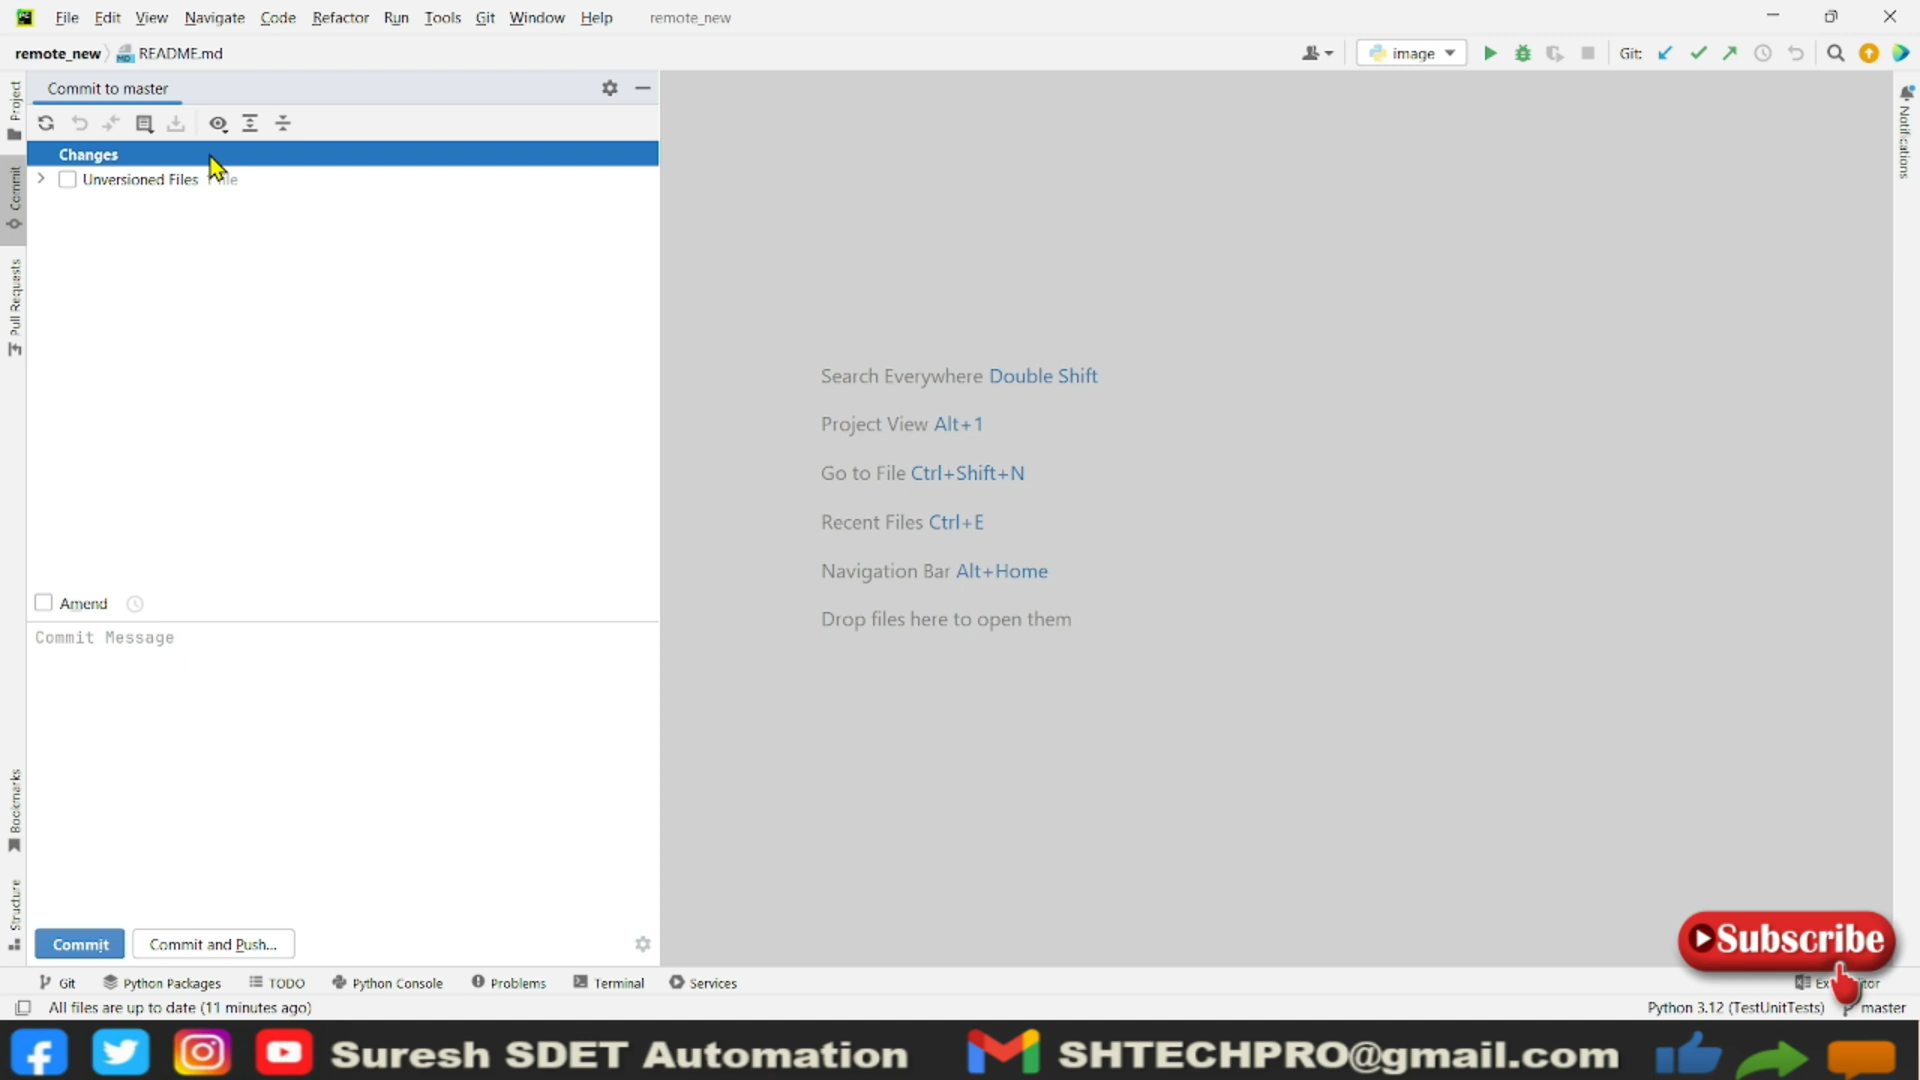 File Edit View Navigate Code Refactor Run Tools Git Window Help remote_new
remote_new README.md
image Git:
Project
Commit
Pull Requests
Bookmarks
Structure
Commit to master
Changes
Unversioned Files
Amend
Commit Message
Commit Commit and Push...
Search Everywhere Double Shift
Project View Alt+1
Go to File Ctrl+Shift+N
Recent Files Ctrl+E
Navigation Bar Alt+Home
Drop files here to open them
Notifications
Subscribe
Git Python Packages TODO Python Console Problems Terminal Services
All files are up to date (11 minutes ago) Python 3.12 (TestUnitTests) master
Suresh SDET Automation SHTECHPRO@gmail.com